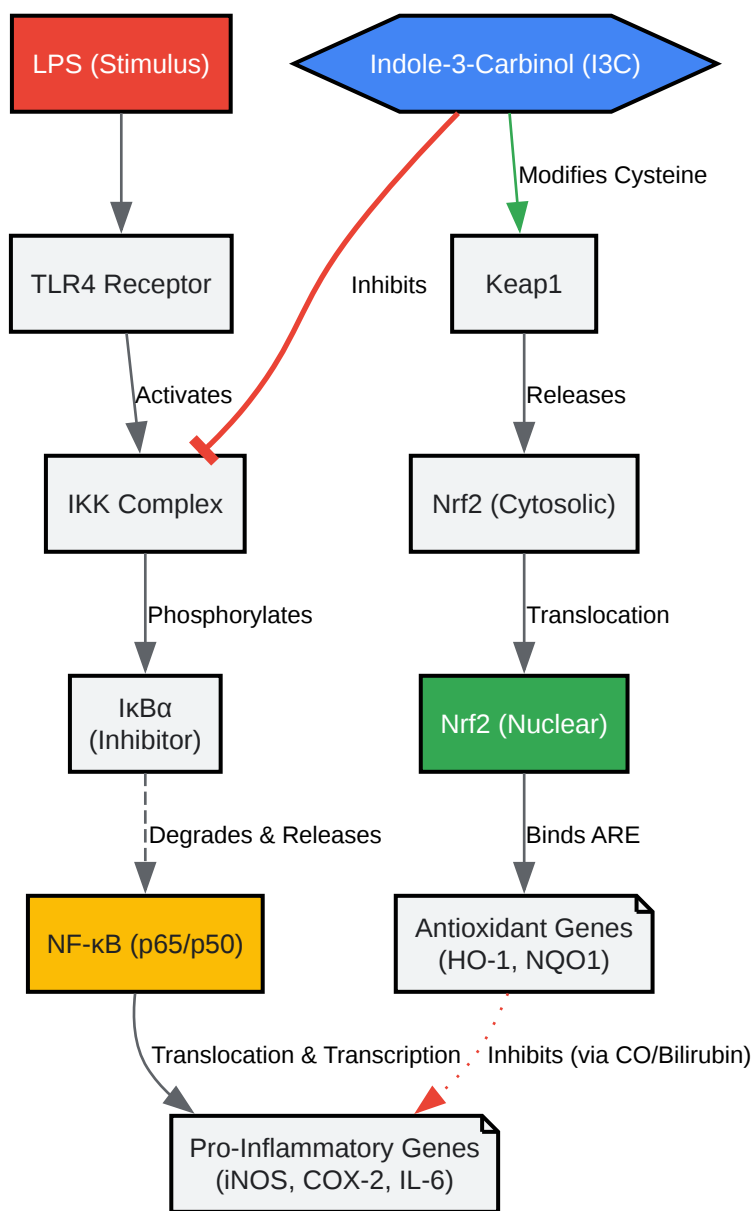 LPS (Stimulus)
Indole-3-Carbinol (I3C)
Modifies Cysteine
TLR4 Receptor
Inhibits
Keap1
Activates
Releases
IKK Complex
Nrf2 (Cytosolic)
Phosphorylates
Translocation
IκBα
(Inhibitor)
Nrf2 (Nuclear)
Degrades & Releases
Binds ARE
NF-κB (p65/p50)
Antioxidant Genes
(HO-1, NQO1)
Translocation & Transcription
Inhibits (via CO/Bilirubin)
Pro-Inflammatory Genes
(iNOS, COX-2, IL-6)